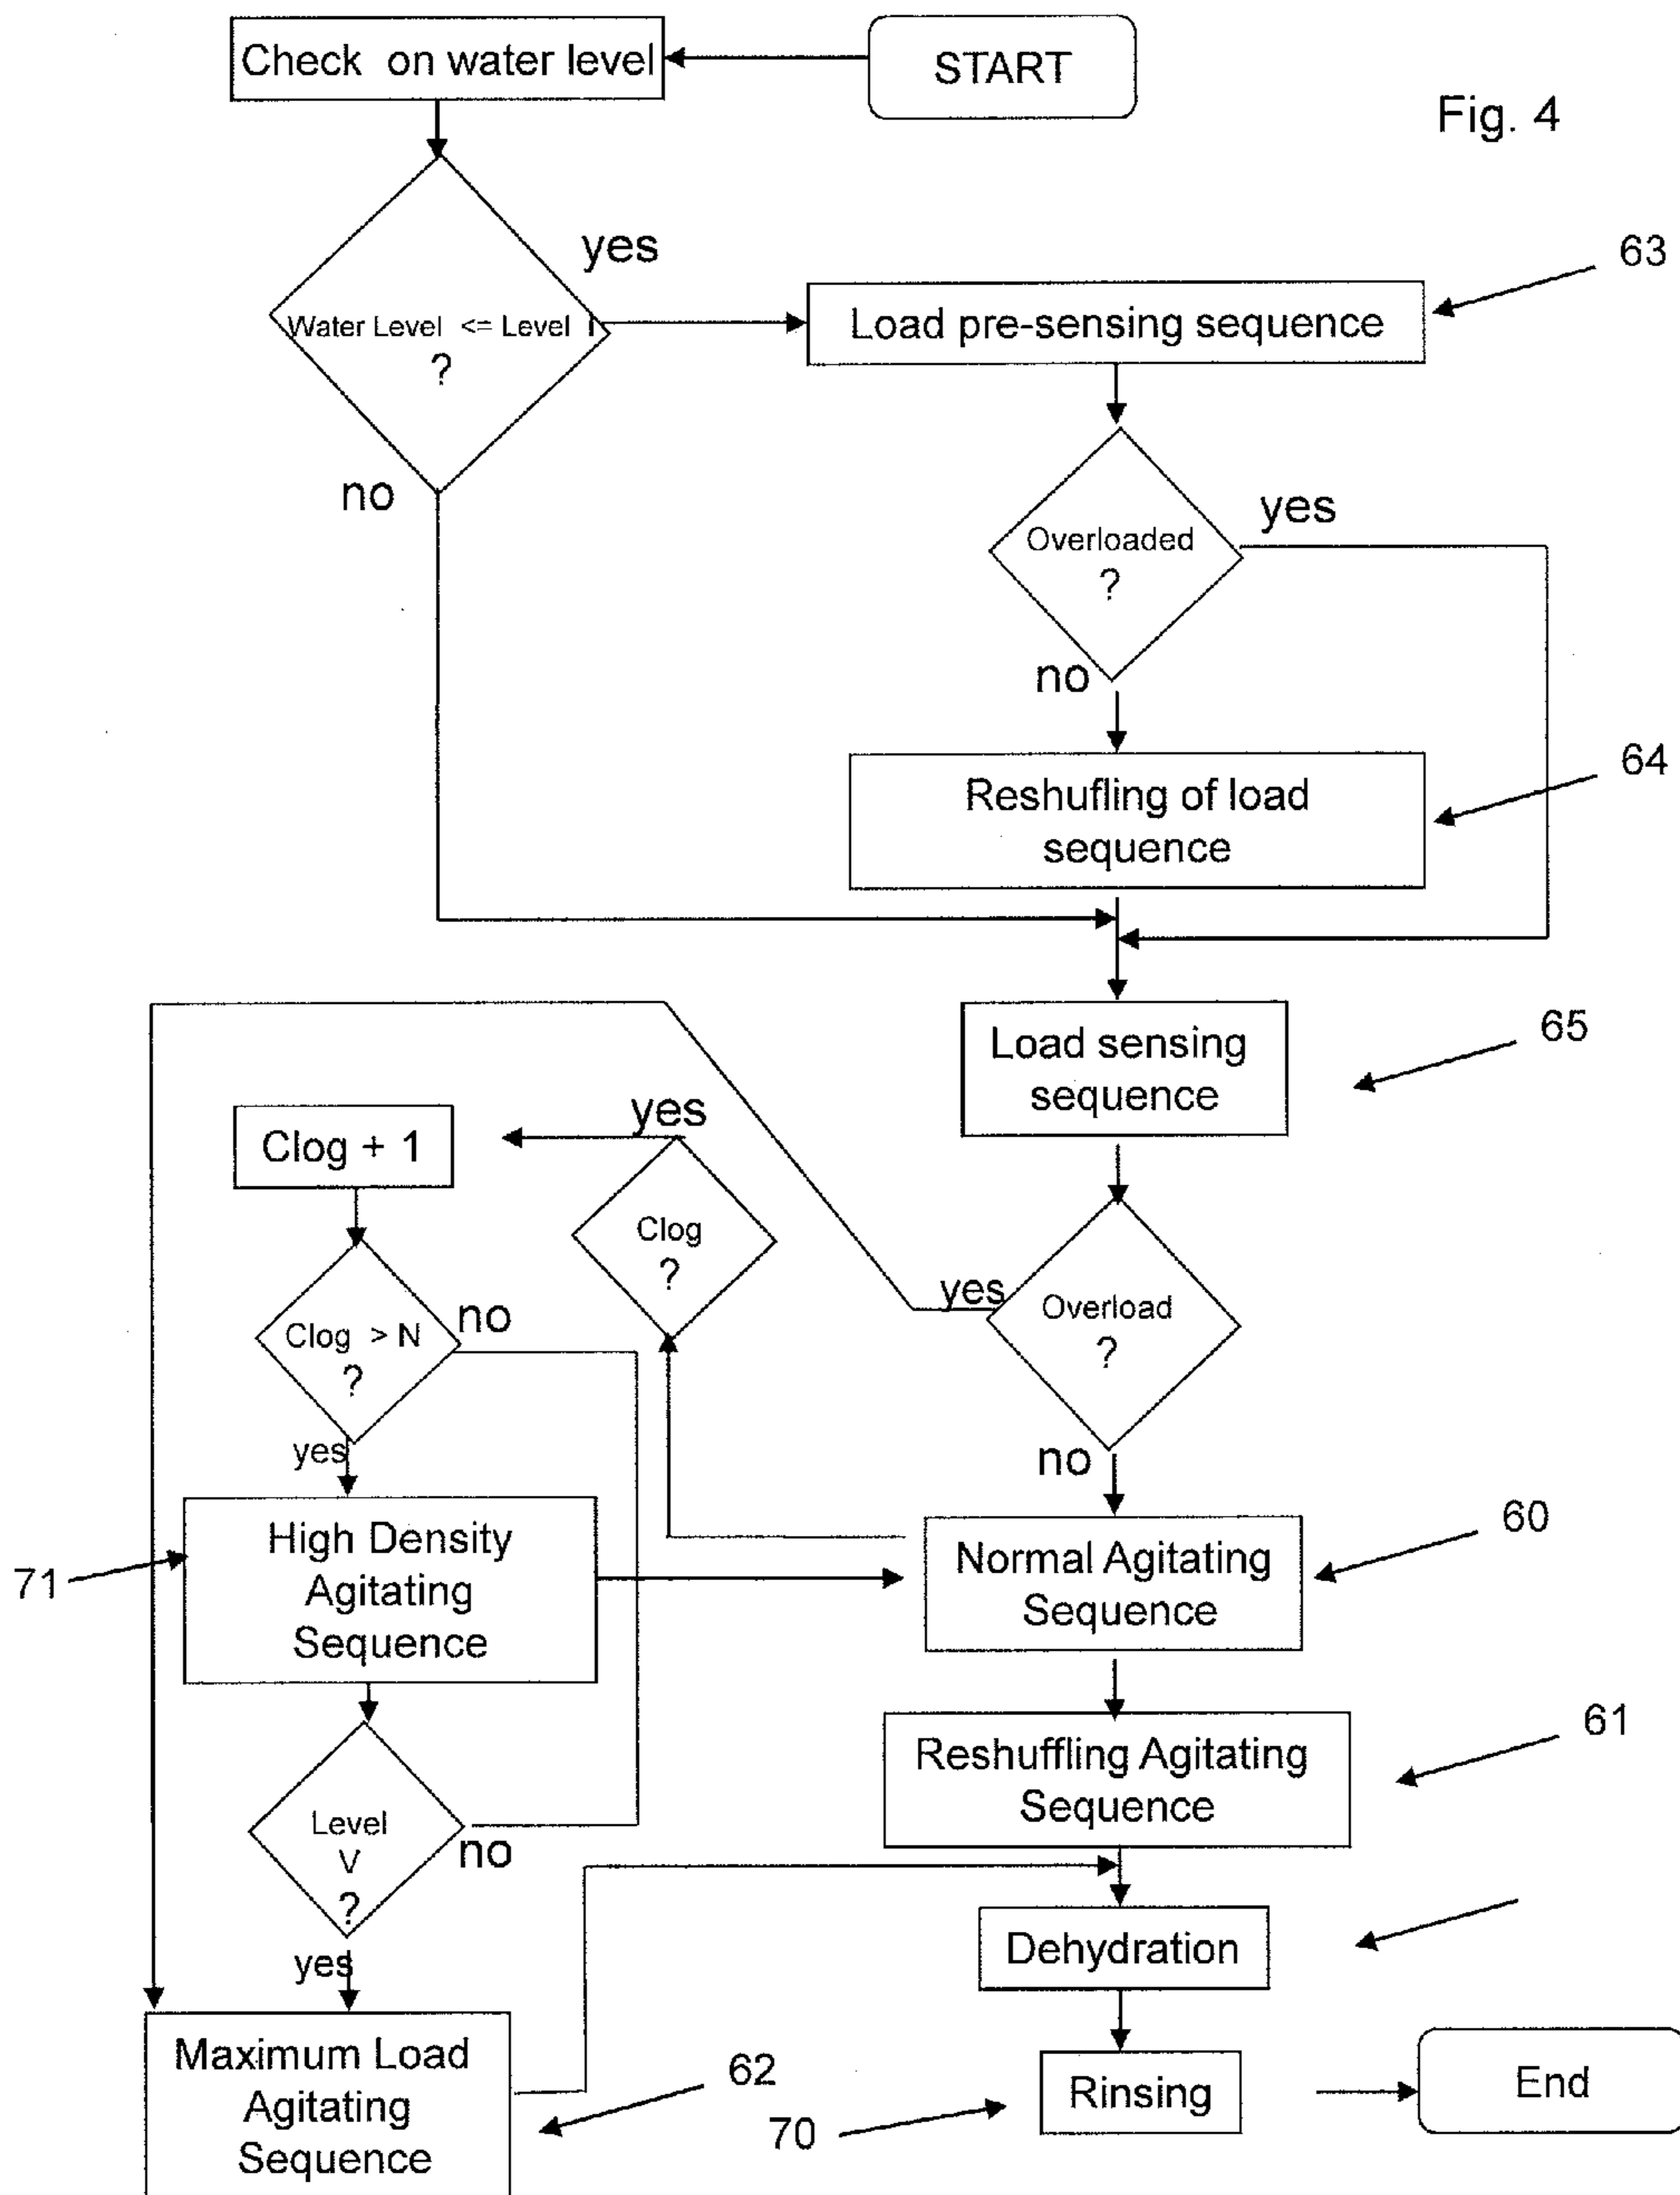 Check on water level
START
Fig. 4
yes
Water Level <= Level I
?
no
63
Load pre-sensing sequence
Overloaded
?
yes
no
64
Reshufling of load
sequence
65
Load sensing
sequence
yes
Clog + 1
Clog
?
yes
Overload
?
no
Clog > N
?
no
yes
71
High Density
Agitating
Sequence
60
Normal Agitating
Sequence
61
Reshuffling Agitating
Sequence
Level
V
?
no
yes
Dehydration
Maximum Load
Agitating
Sequence
62
70
Rinsing
End